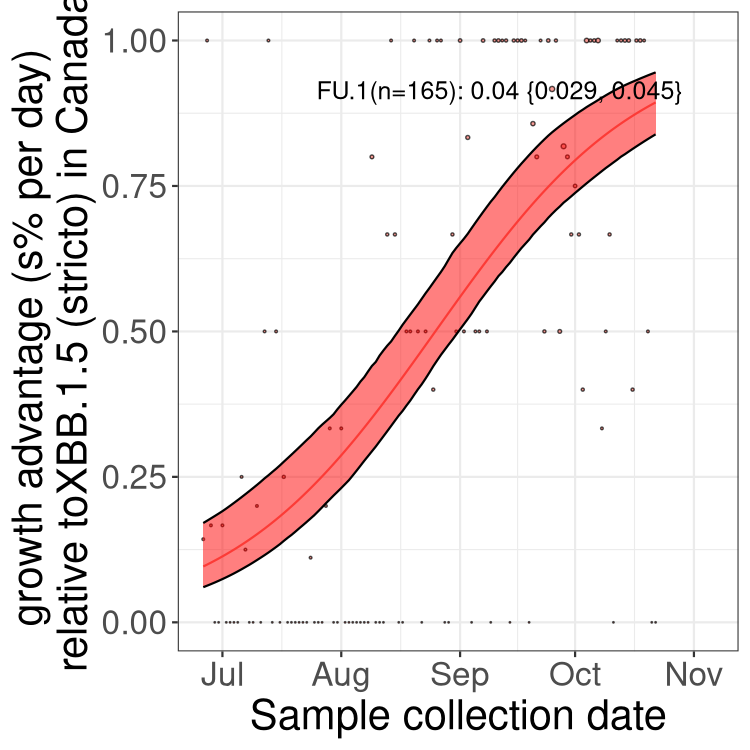 growth advantage (s% per day)
relative toXBB.1.5 (stricto) in Canada
1.00
0.75
0.50
0.25
0.00
FU.1(n=165): 0.04 {0.029, 0.045}
Jul Aug Sep Oct Nov
Sample collection date